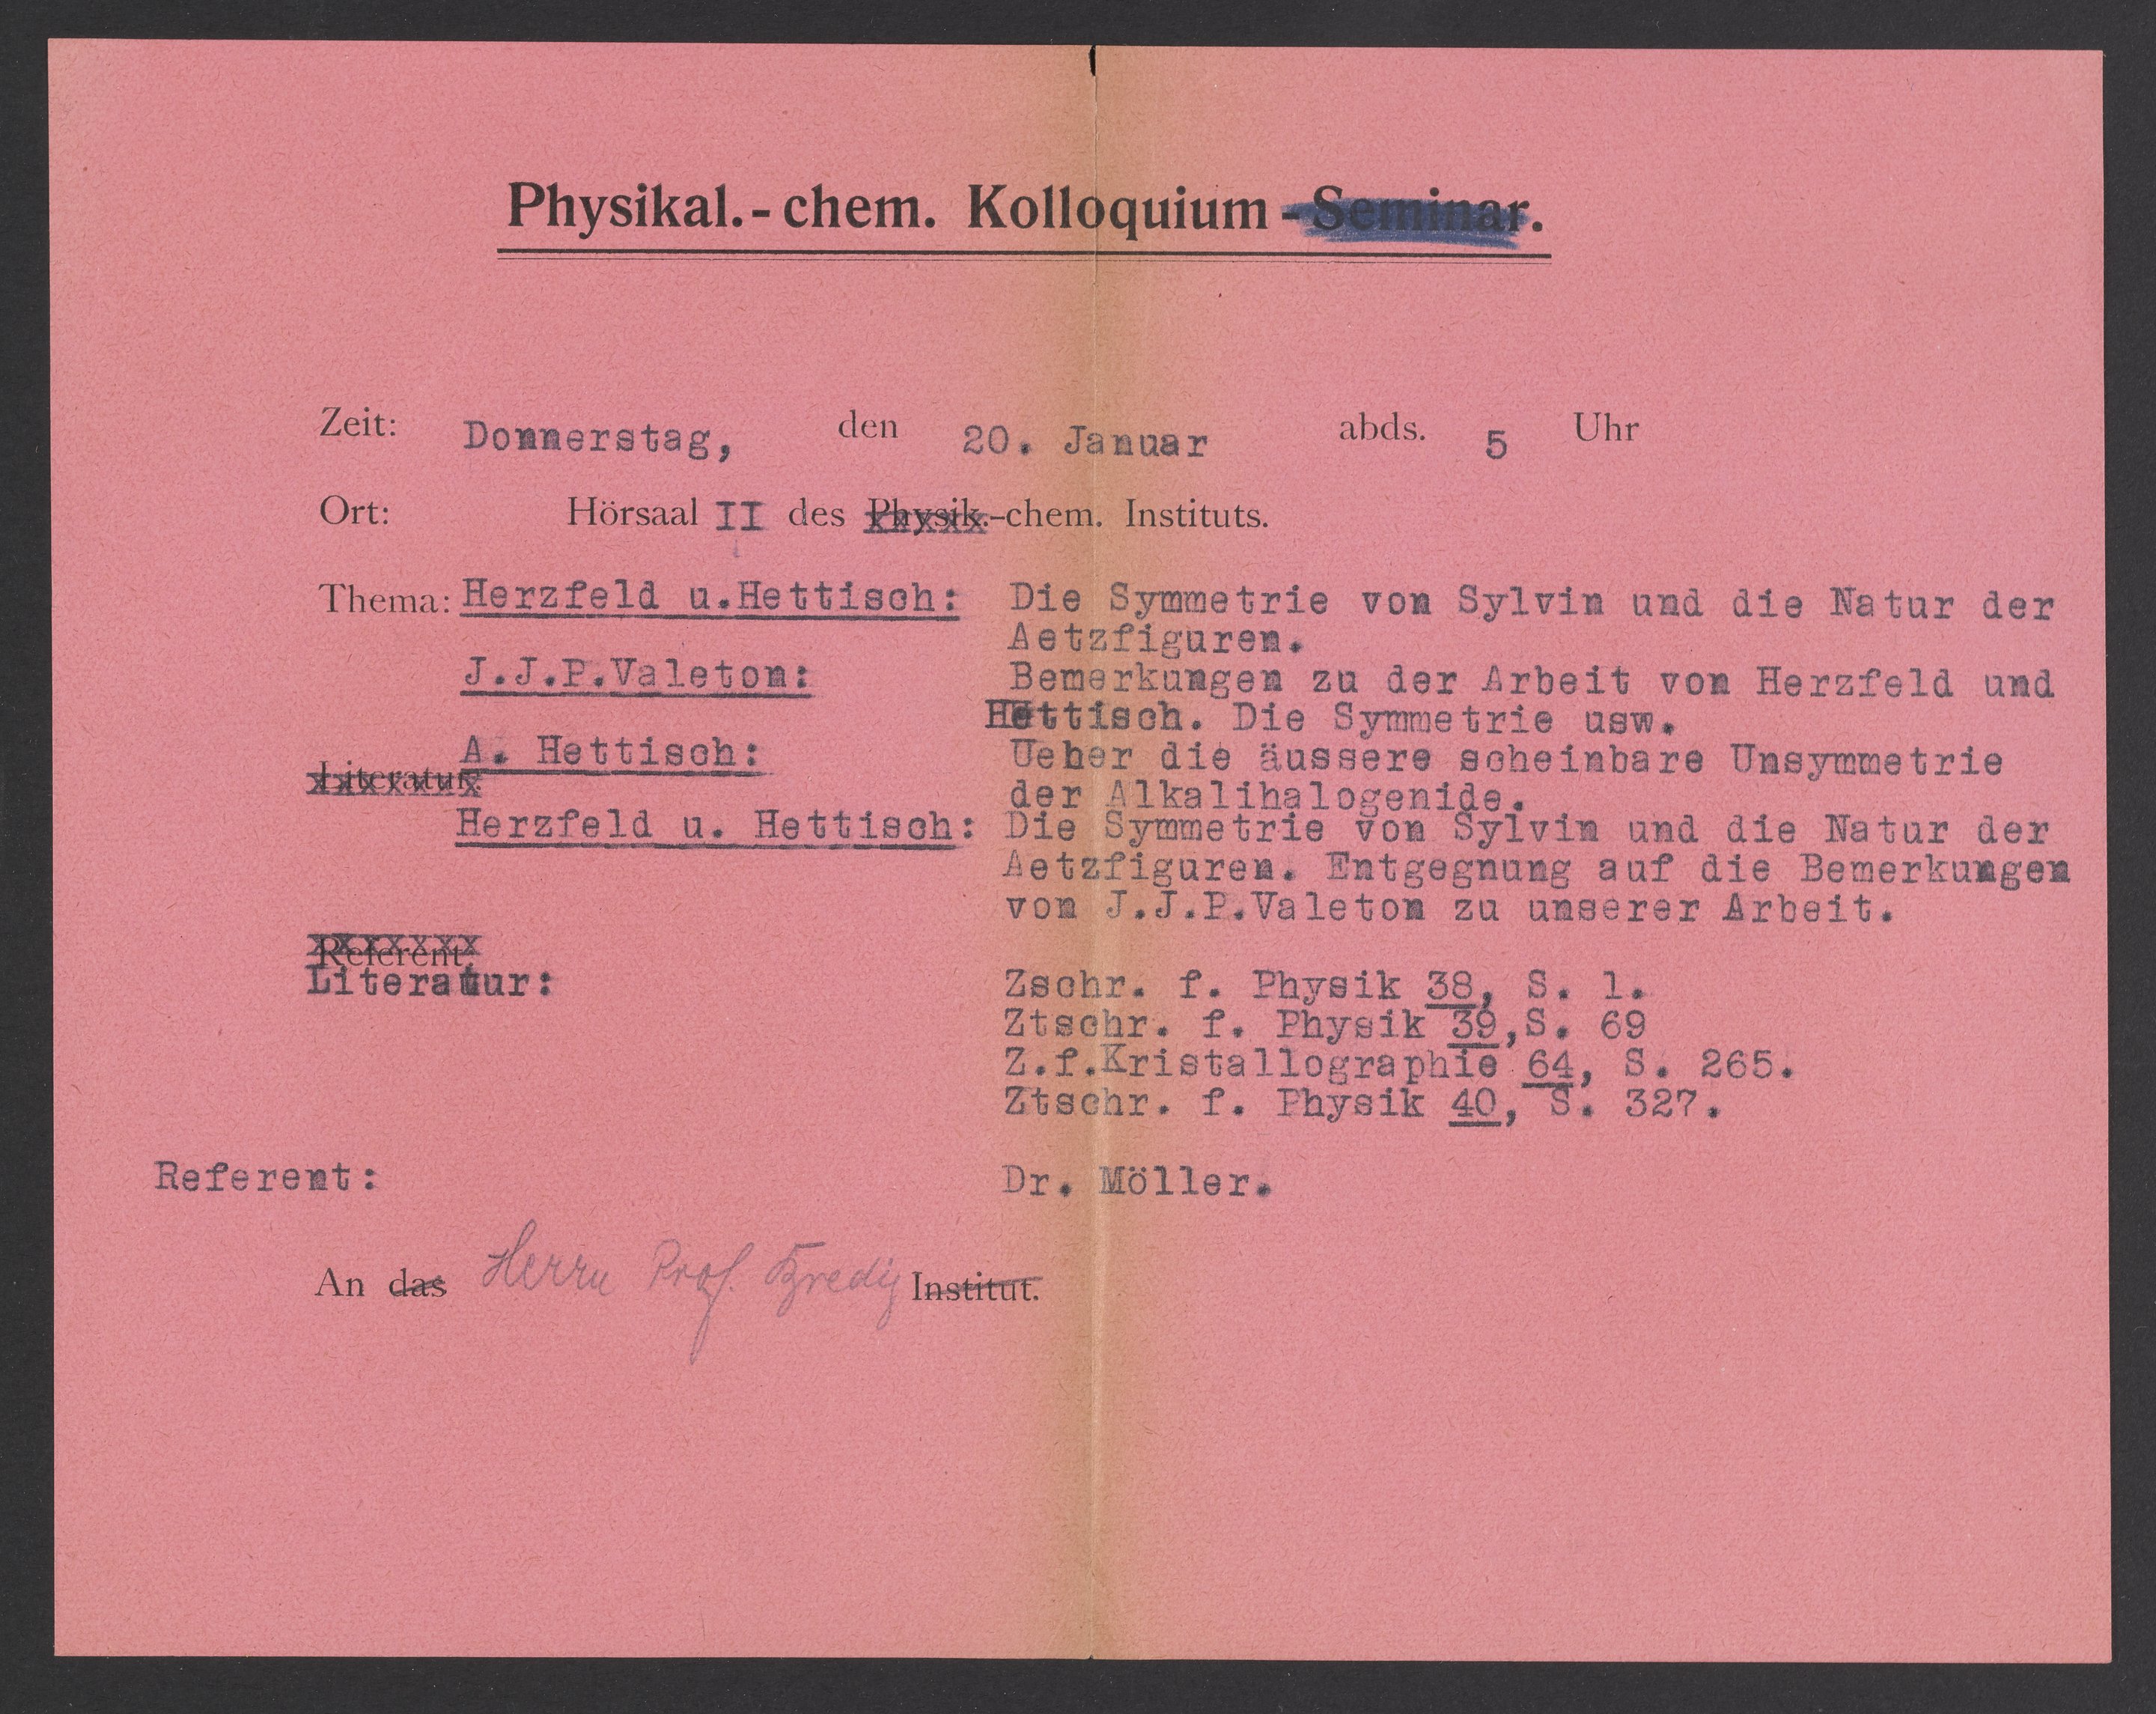 Physikal.-chem. Kolloquium-Seminar.
Zeit: Donnerstag, den 20. Januar abds. 5 Uhr
Ort: Hörsaal II des Physik.-chem. Instituts.
Thema: Herzfeld u.Hettisch: Die Symmetrie von Sylvin und die Natur der
Aetzfiguren.
J.J.P.Valeton: Bemerkungen zu der Arbeit von Herzfeld und
Hettisch. Die Symmetrie usw.
A. Hettisch: Ueber die äussere scheinbare Unsymmetrie
Literatur:
der Alkalihalogenide.
Herzfeld u. Hettisch: Die Symmetrie von Sylvin und die Natur der
Aetzfiguren. Entgegnung auf die Bemerkungen
von J.J.P.Valeton zu unserer Arbeit.
Referent:
Literatur: Zschr. f. Physik 38, S. 1.
Ztschr. f. Physik 39,S. 69
Z.f.Kristallographie 64, S. 265.
Ztschr. f. Physik 40, S. 327.
Referent: Dr. Möller.
An das Herrn Prof. Bredig Institut.